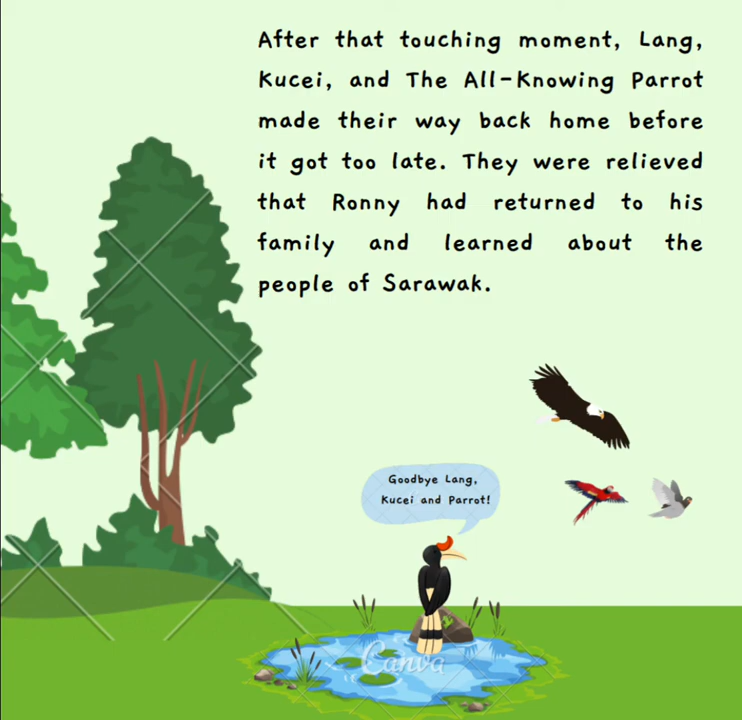 After that touching moment, Lang,
Kucei, and The All-Knowing Parrot
made their way back home before
it got too late. They were relieved
that Ronny had returned to his
family and learned about the
people of Sarawak.
Goodbye Lang,
Kucei and Parrot!
Canva